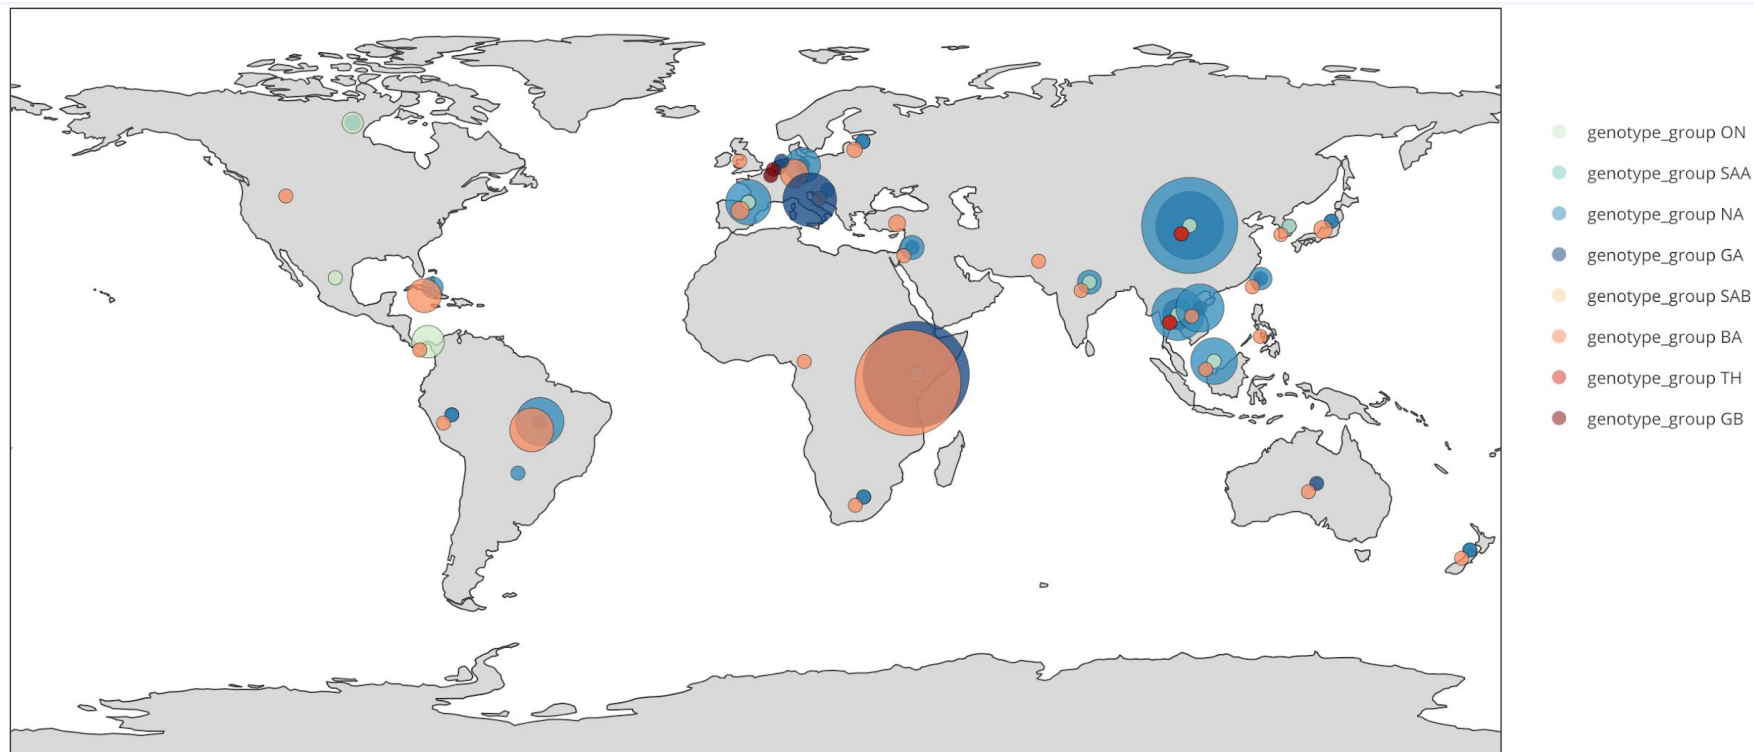 genotype_group ON
genotype_group SAA
genotype_group NA
genotype_group GA
genotype_group SAB
genotype_group BA
genotype_group TH
genotype_group GB